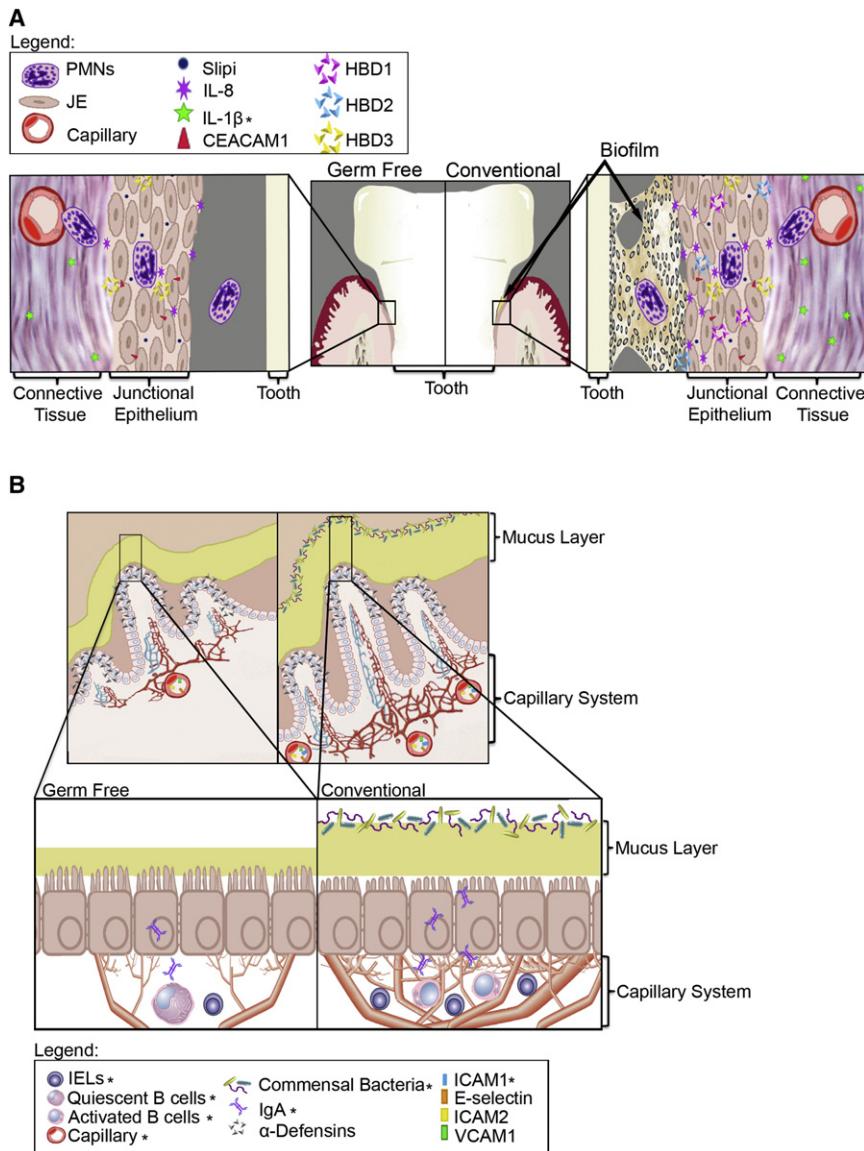 A
Legend:
PMNs
JE
Capillary
Slipi
IL-8
IL-1β*
CEACAM1
HBD1
HBD2
HBD3
Biofilm
Germ Free
Conventional
Connective
Tissue
Junctional
Epithelium
Tooth
Tooth
Tooth
Junctional
Epithelium
Connective
Tissue
B
Mucus Layer
Capillary System
Germ Free
Conventional
Mucus Layer
Capillary System
Legend:
IELs*
Quiescent B cells*
Activated B cells*
Capillary*
Commensal Bacteria*
IgA*
α-Defensins
ICAM1*
E-selectin
ICAM2
VCAM1